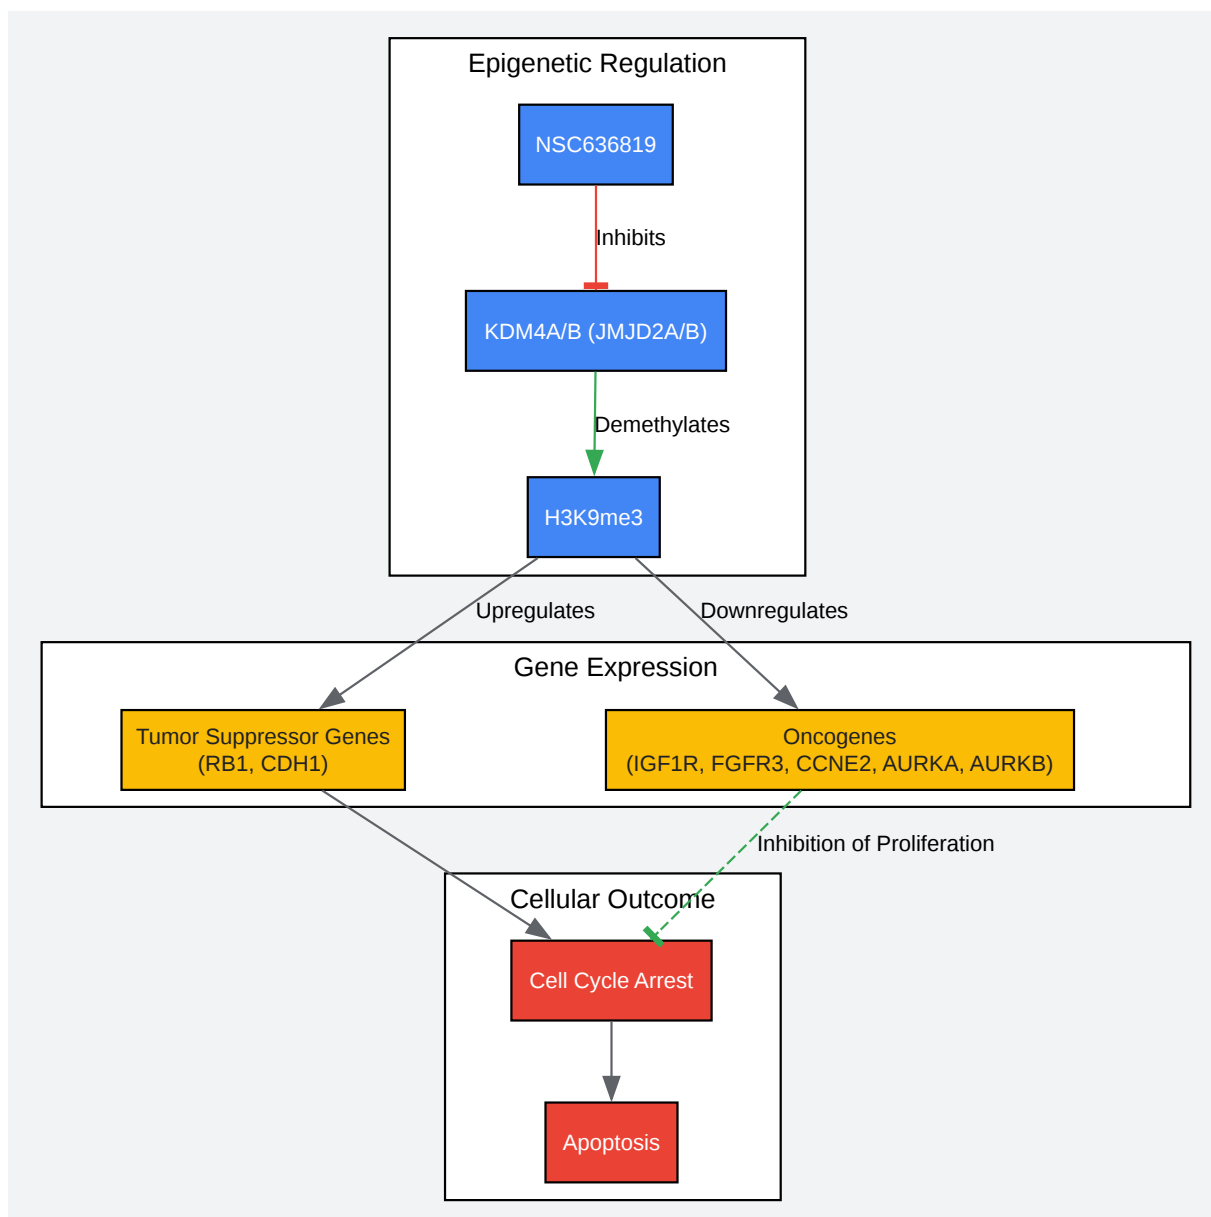 Epigenetic Regulation
NSC636819
Inhibits
KDM4A/B (JMJD2A/B)
Demethylates
H3K9me3
Upregulates
Downregulates
Gene Expression
Tumor Suppressor Genes
(RB1, CDH1)
Oncogenes
(IGF1R, FGFR3, CCNE2, AURKA, AURKB)
Inhibition of Proliferation
Cellular Outcome
Cell Cycle Arrest
Apoptosis